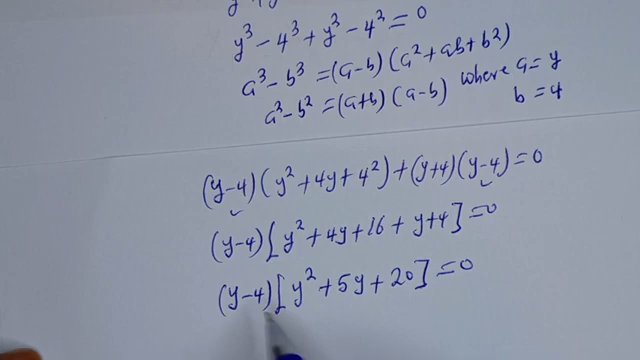 y³ - 4³ + y³ - 4² = 0
a³ - b³ = (a-b)(a² + ab + b²)
a³ - b² = (a+b)(a-b) where a = y
b = 4
(y-4)(y² + 4y + 4²) + (y+4)(y-4) = 0
(y-4)[y² + 4y + 16 + y+4] = 0
(y-4)[y² + 5y + 20] = 0